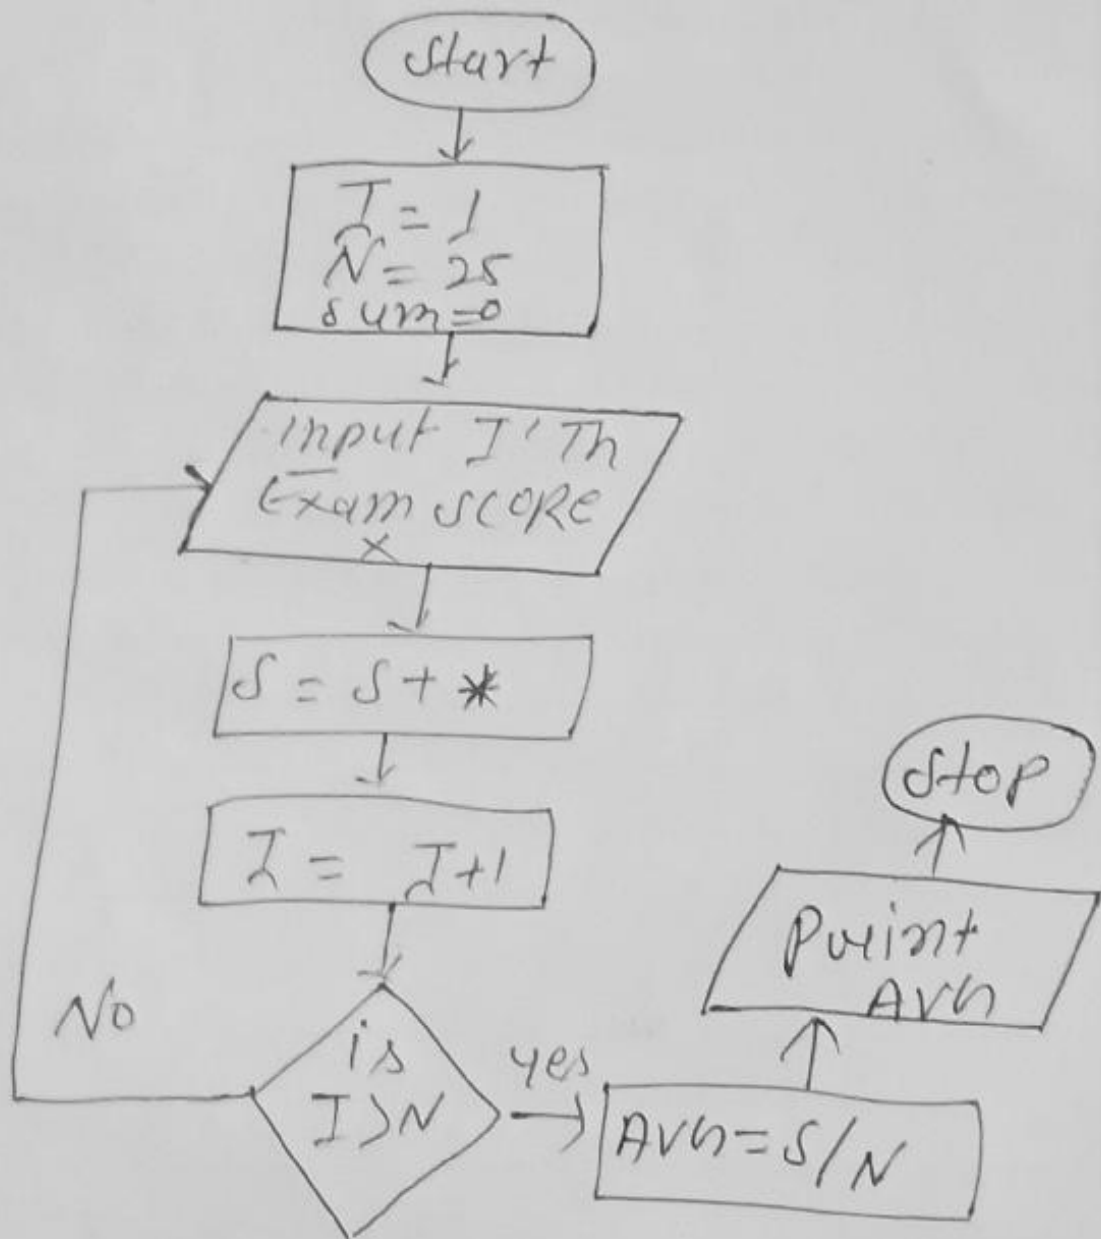 Start
I = 1
N = 25
sum=0
input I'Th
Exam SCORE
X
S = S + *
I = I+1
is
I>N
No
yes
AVG=S/N
Print
AVG
Stop